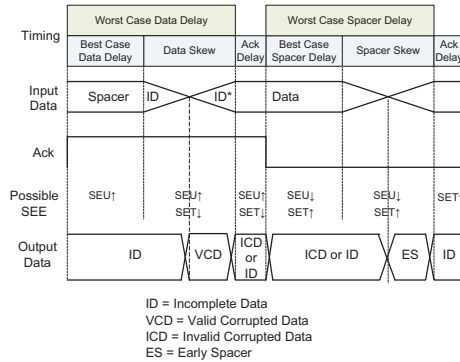 Worst Case Data Delay Worst Case Spacer Delay
Timing
Best Case Data Delay Data Skew Ack Delay Best Case Spacer Delay Spacer Skew Ack Delay
Input Data
Spacer ID ID* Data
Ack
Possible SEE
SEU↑ SEU↑ SEU↑ SEU↓ SEU↓ SET↑
SET↓ SET↓ SET↑ SET↑
Output Data
ID VCD ICD or ID ICD or ID ES ID
ID = Incomplete Data
VCD = Valid Corrupted Data
ICD = Invalid Corrupted Data
ES = Early Spacer